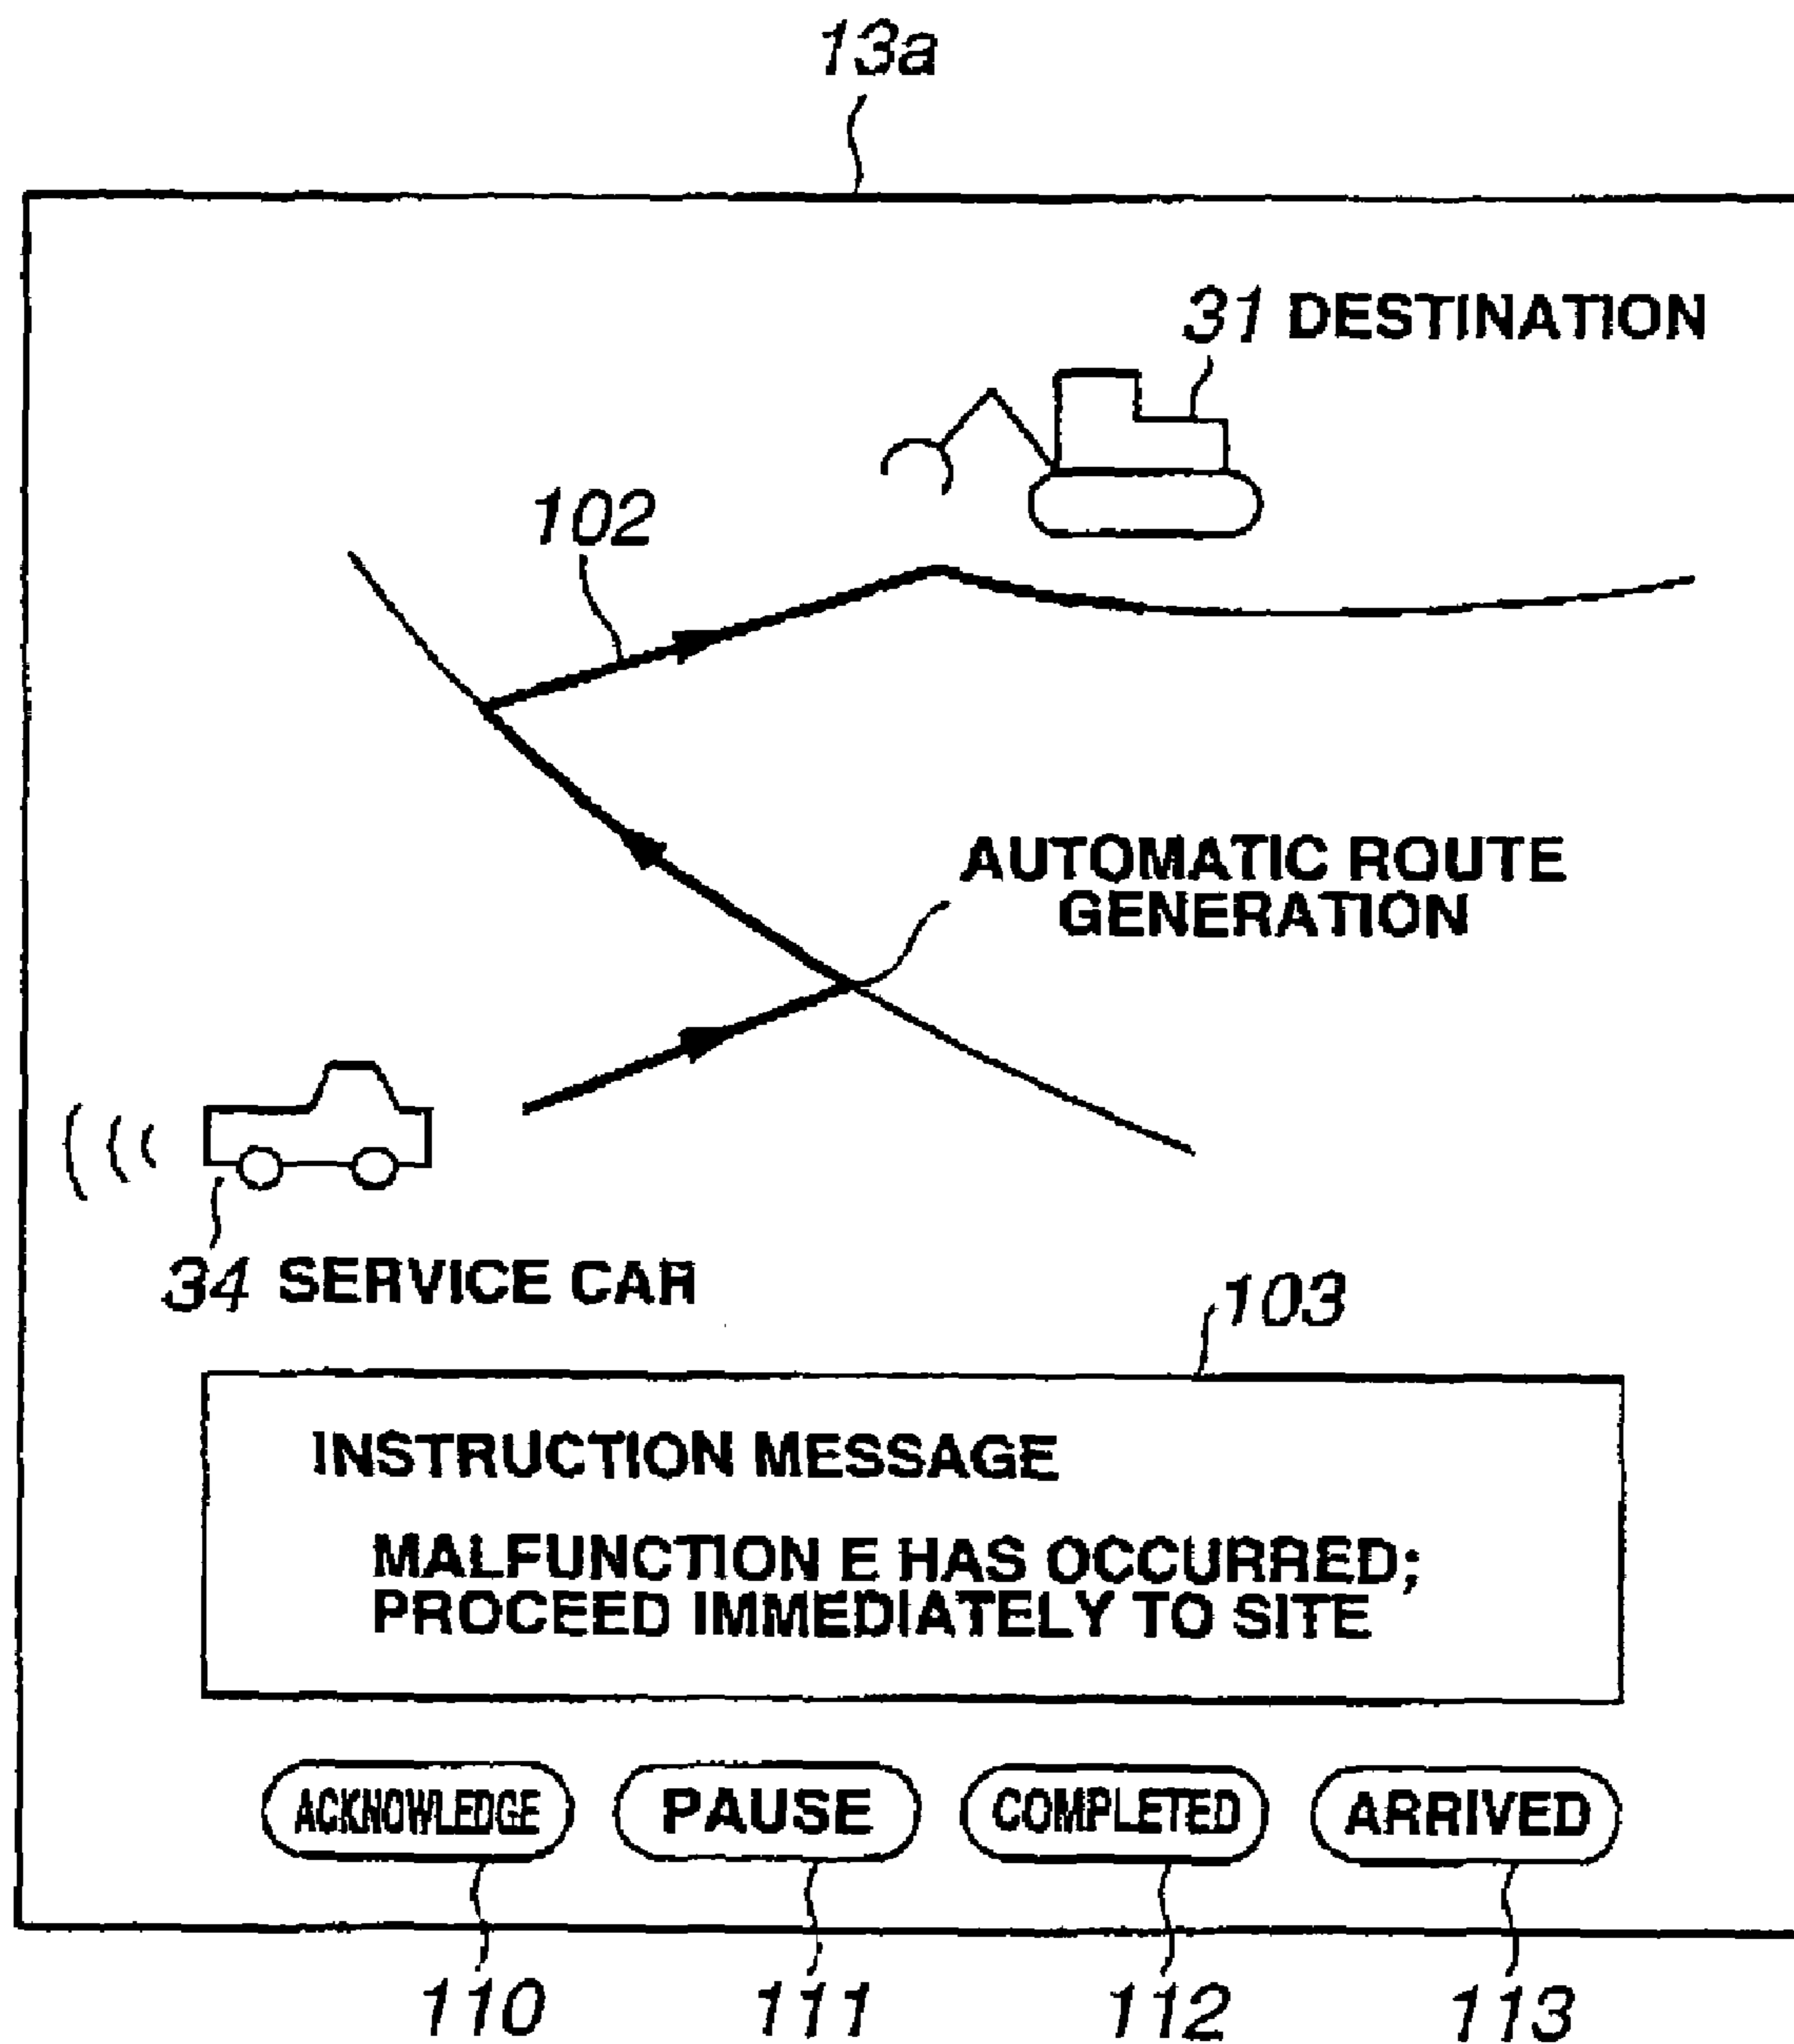 13a
31 DESTINATION
102
AUTOMATIC ROUTE
GENERATION
34 SERVICE CAR
103
INSTRUCTION MESSAGE
MALFUNCTION E HAS OCCURRED;
PROCEED IMMEDIATELY TO SITE
ACKNOWLEDGE PAUSE COMPLETED ARRIVED
110 111 112 113